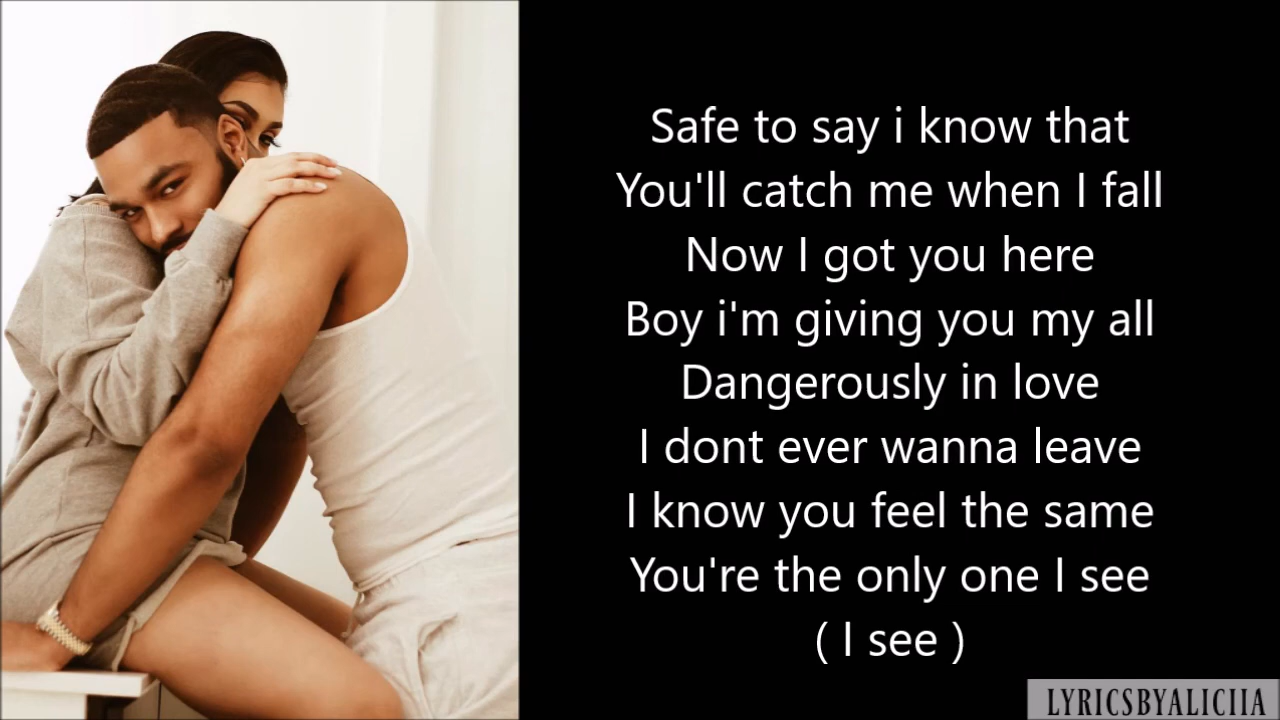 Safe to say i know that
You'll catch me when I fall
Now I got you here
Boy i'm giving you my all
Dangerously in love
I dont ever wanna leave
I know you feel the same
You're the only one I see
( I see )
LYRICSBYALICIIA